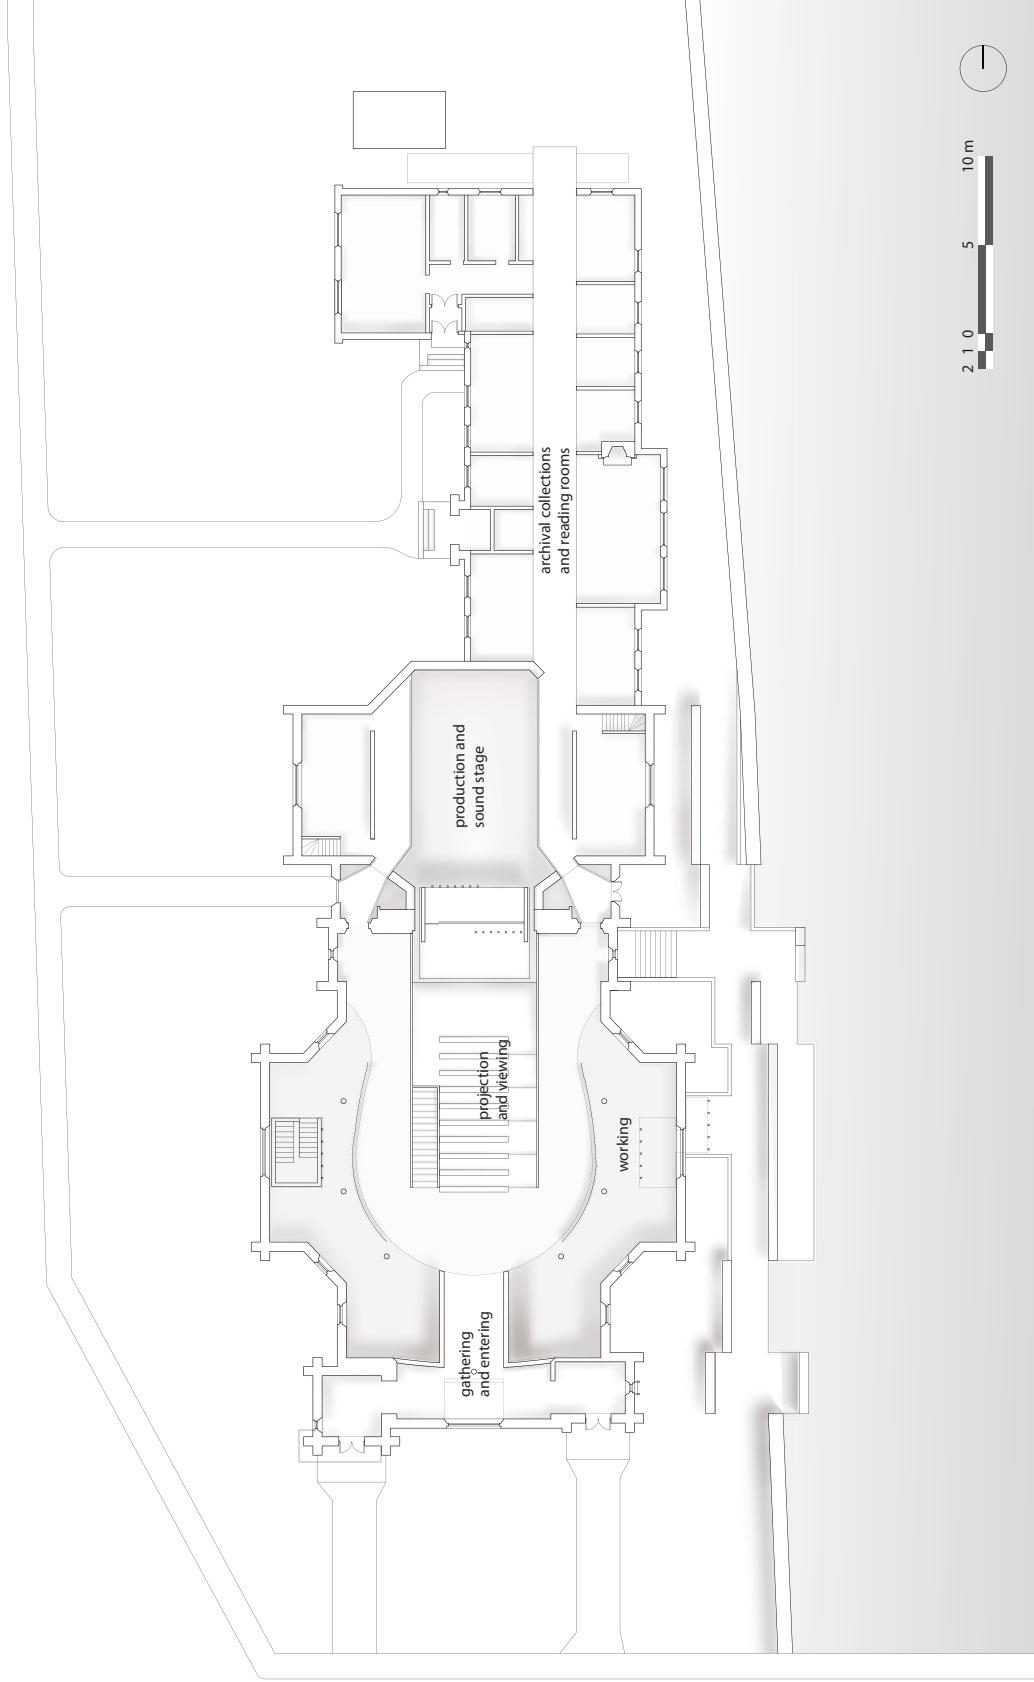 archival collections
and reading rooms
production and
sound stage
projection
and viewing
working
gathering
and entering
2 1 0 5 10 m